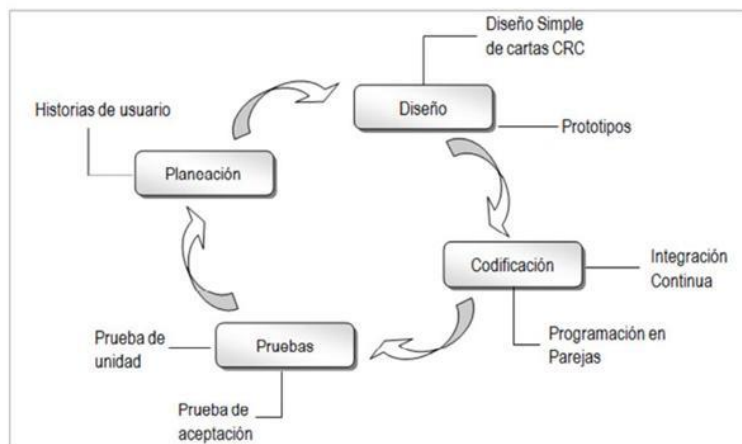 Diseño Simple
de cartas CRC
Historias de usuario
Diseño
Prototipos
Planeación
Codificación
Integración
Continua
Programación en
Parejas
Prueba de
unidad
Pruebas
Prueba de
aceptación